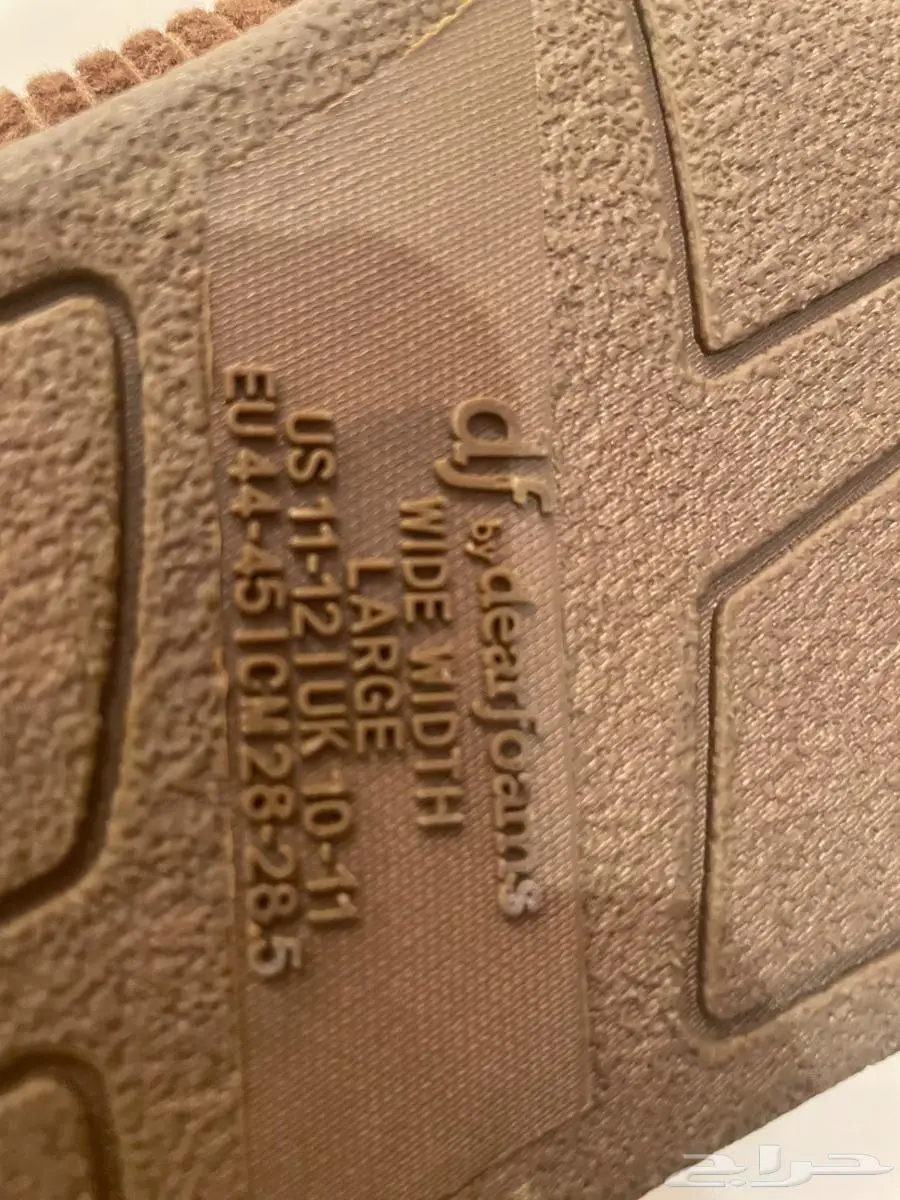 df by dearfoams
WIDE WIDTH
LARGE
US 11-12 | UK 10-11
EU 44-45 | CM 28-28.5
حراج